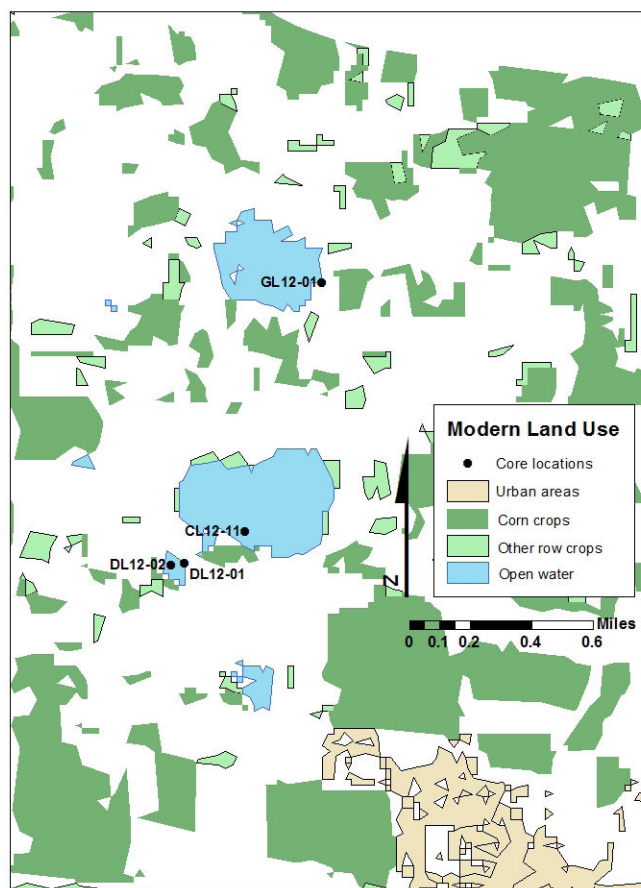 GL12-01
Modern Land Use
Core locations
Urban areas
Corn crops
Other row crops
Open water
CL12-11
DL12-02
DL12-01
N
Miles
0 0.1 0.2 0.4 0.6